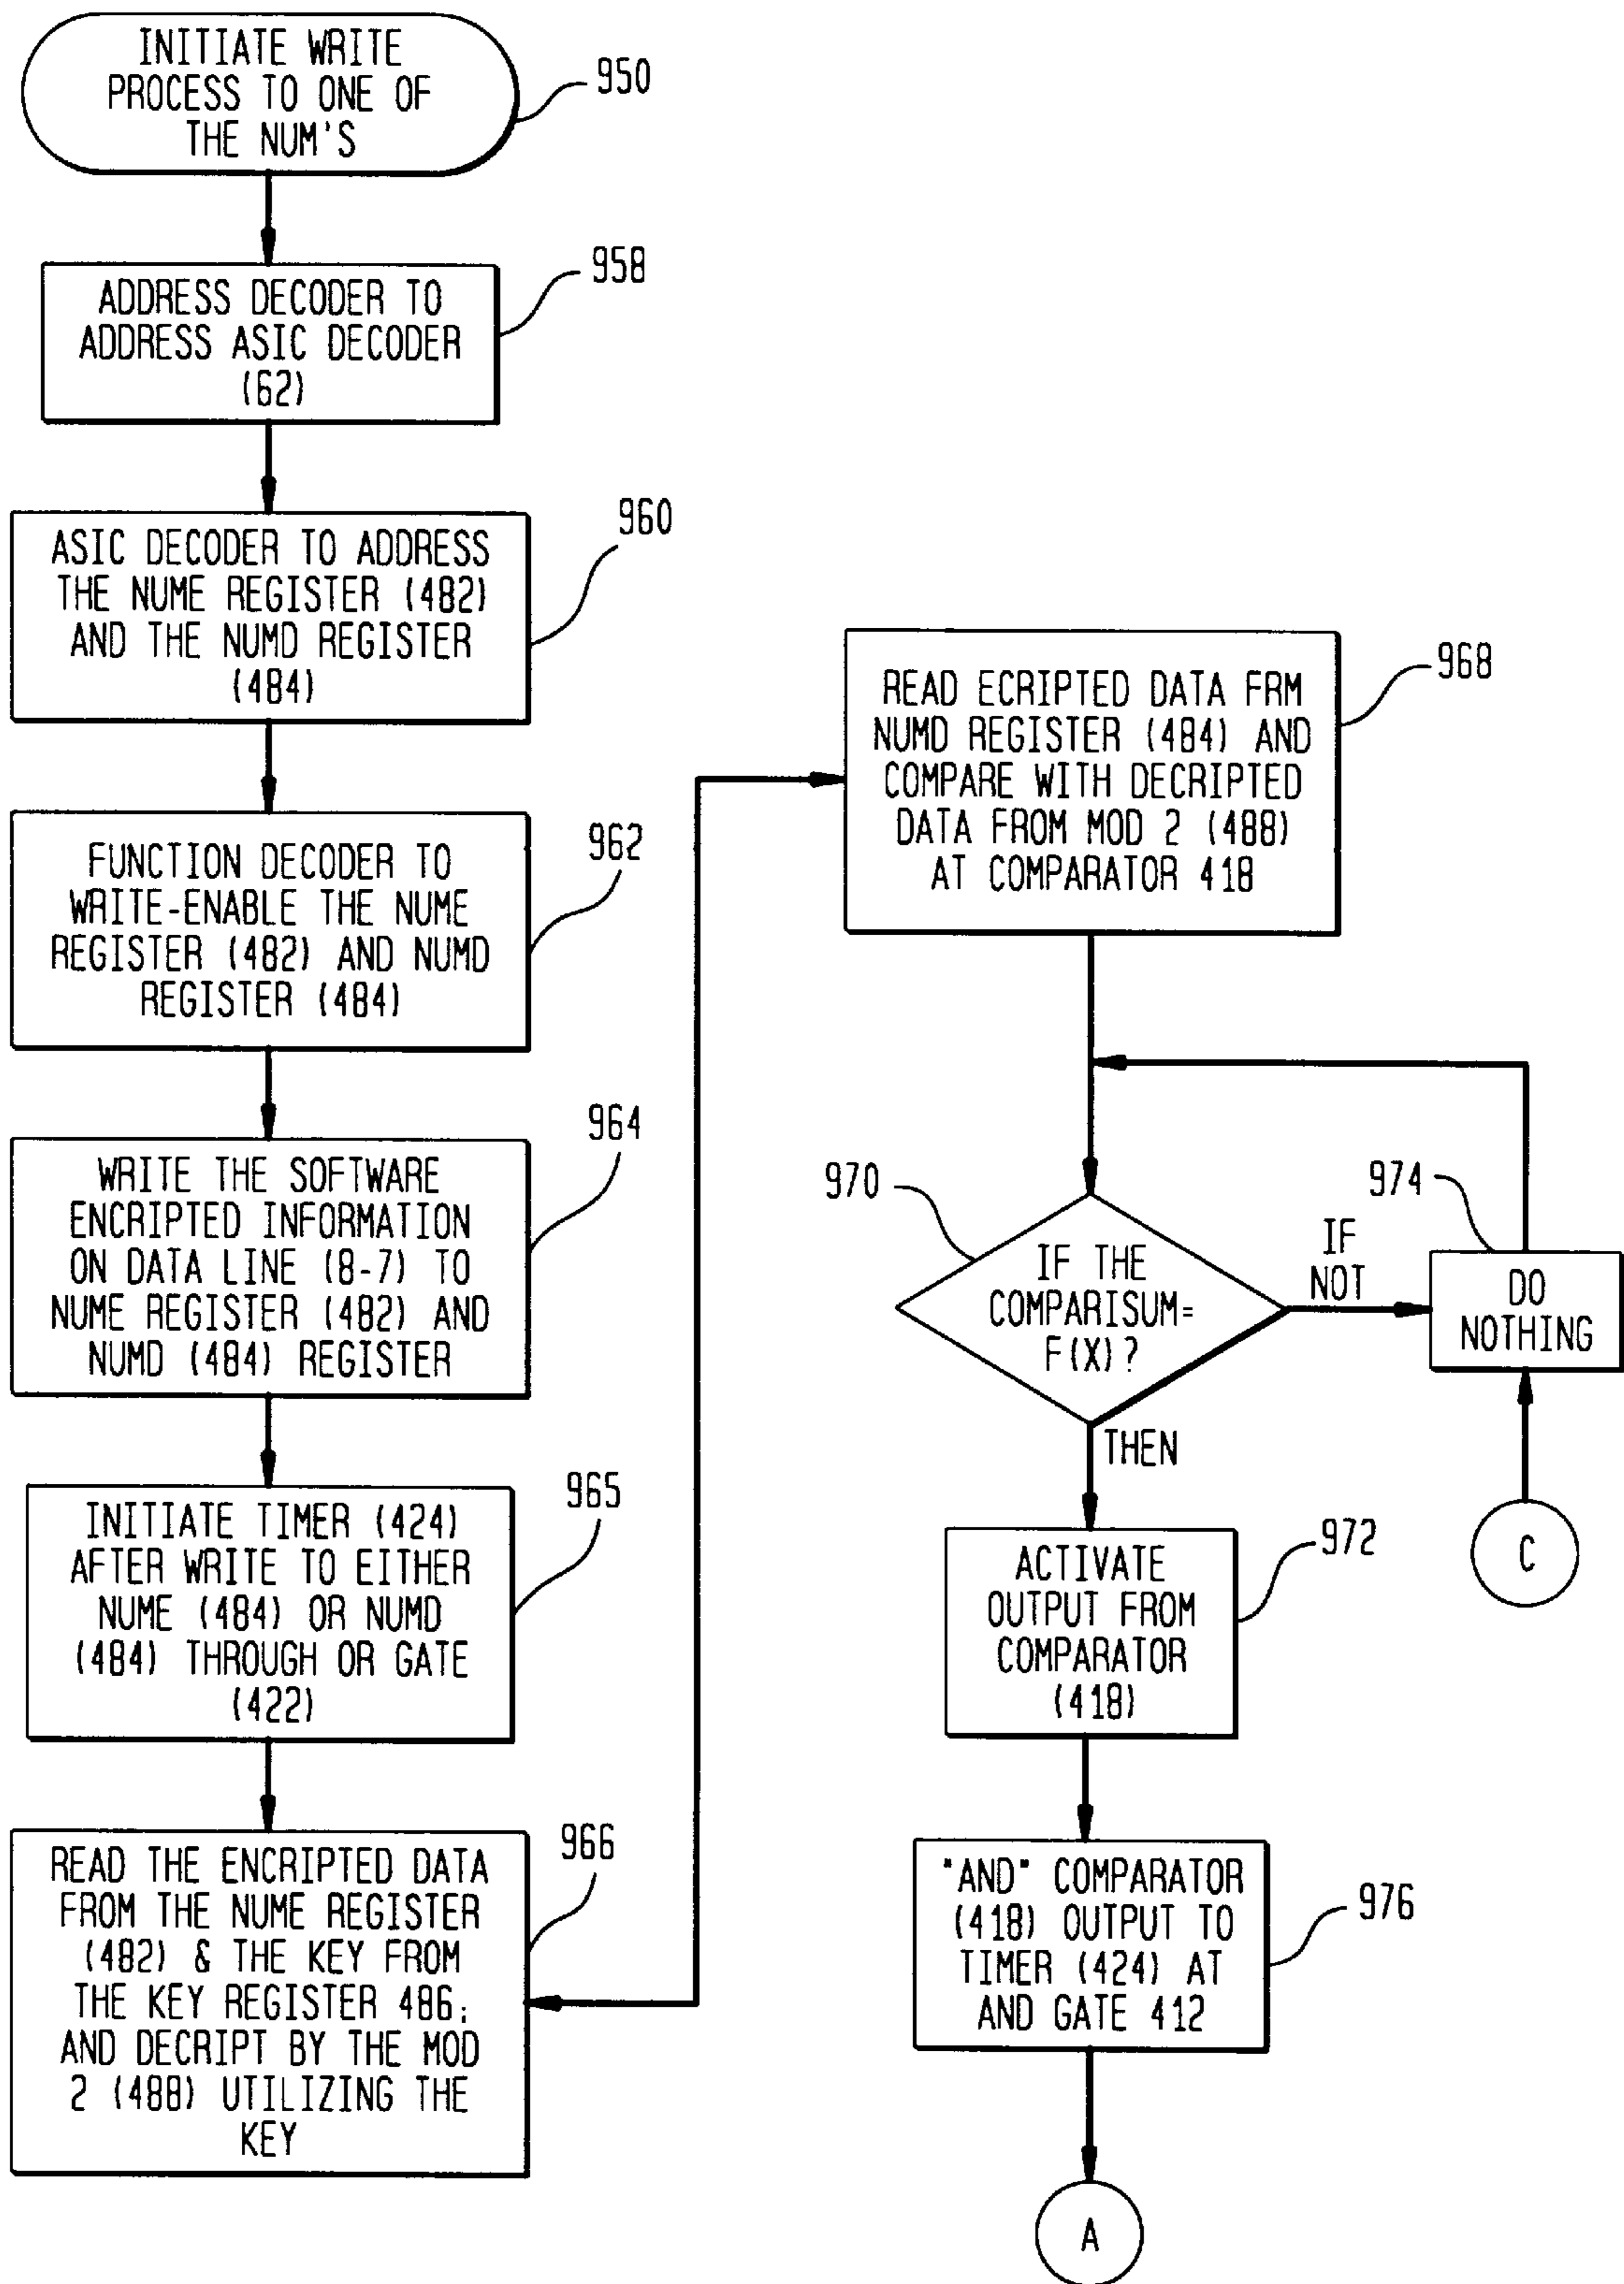 INITIATE WRITE
PROCESS TO ONE OF
THE NUM'S
950
ADDRESS DECODER TO
ADDRESS ASIC DECODER
(62)
958
ASIC DECODER TO ADDRESS
THE NUME REGISTER (482)
AND THE NUMD REGISTER
(484)
960
FUNCTION DECODER TO
WRITE-ENABLE THE NUME
REGISTER (482) AND NUMD
REGISTER (484)
962
WRITE THE SOFTWARE
ENCRIPTED INFORMATION
ON DATA LINE (8-7) TO
NUME REGISTER (482) AND
NUMD (484) REGISTER
964
INITIATE TIMER (424)
AFTER WRITE TO EITHER
NUME (484) OR NUMD
(484) THROUGH OR GATE
(422)
965
READ THE ENCRIPTED DATA
FROM THE NUME REGISTER
(482) & THE KEY FROM
THE KEY REGISTER 486;
AND DECRIPT BY THE MOD
2 (488) UTILIZING THE
KEY
966
READ ECRIPTED DATA FRM
NUMD REGISTER (484) AND
COMPARE WITH DECRIPTED
DATA FROM MOD 2 (488)
AT COMPARATOR 418
968
970
IF THE
COMPARISUM=
F(X)?
IF
NOT
974
DO
NOTHING
C
THEN
ACTIVATE
OUTPUT FROM
COMPARATOR
(418)
972
"AND" COMPARATOR
(418) OUTPUT TO
TIMER (424) AT
AND GATE 412
976
A